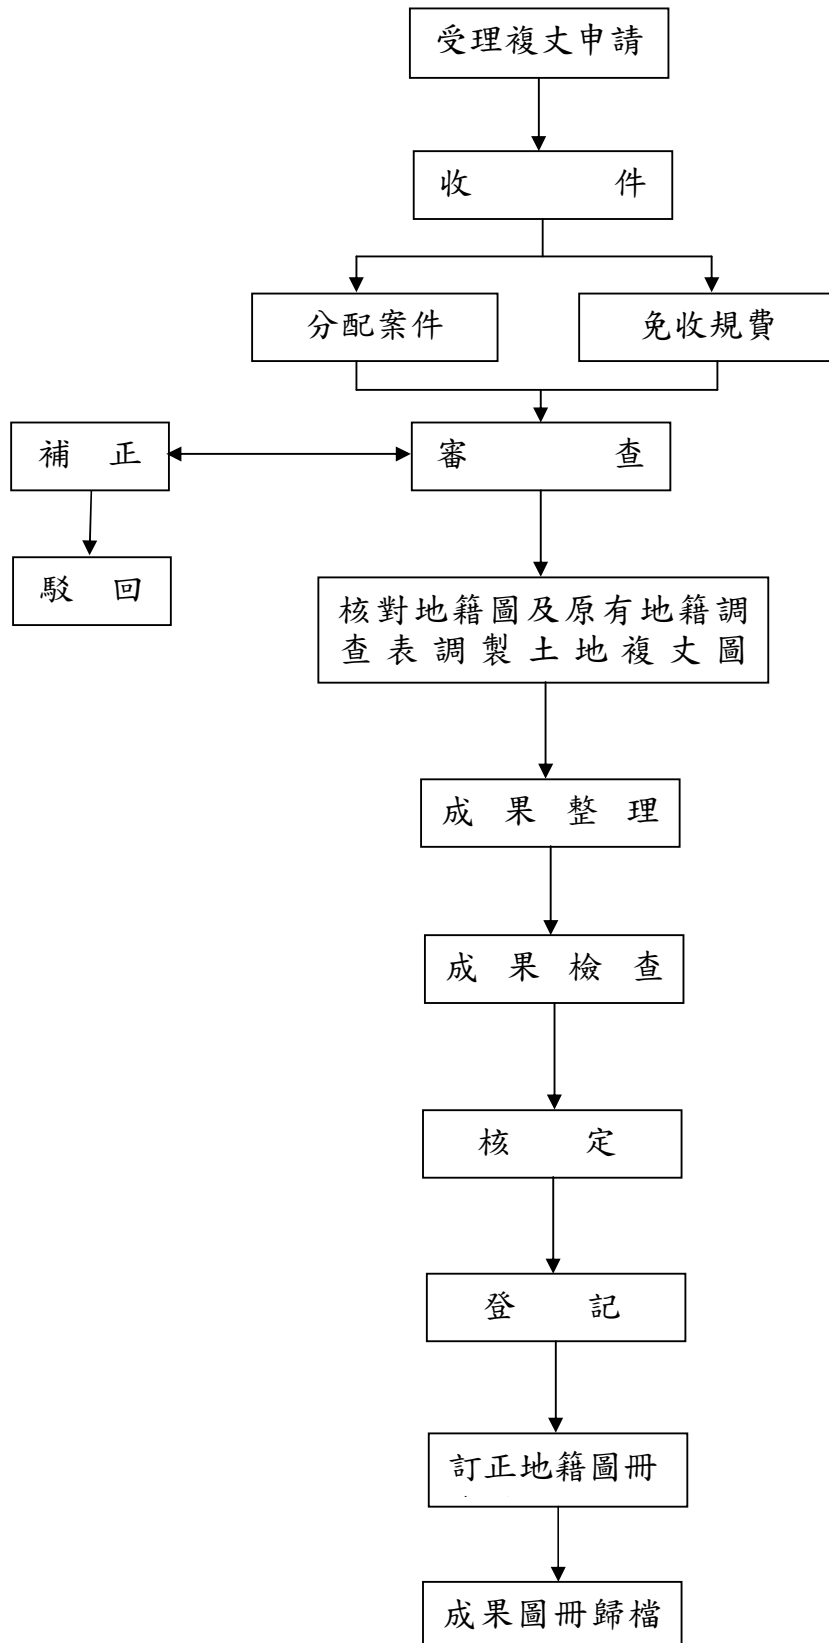 受理複丈申請
收件
分配案件
免收規費
補正
審查
駁回
核對地籍圖及原有地籍調
查表調製土地複丈圖
成果整理
成果檢查
核定
登記
訂正地籍圖冊
成果圖冊歸檔